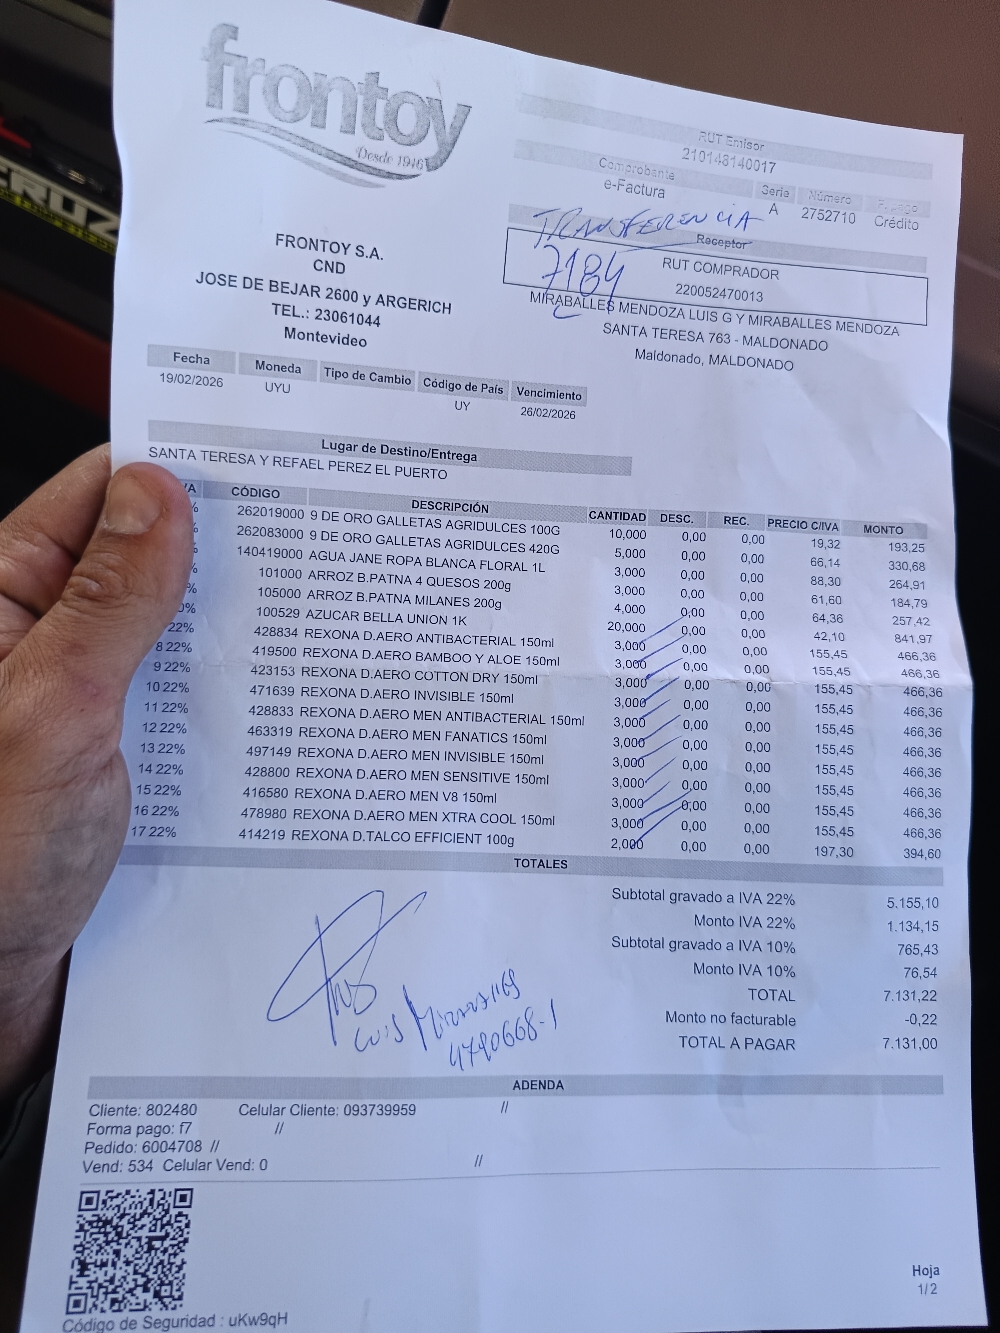 frontoy
Desde 1946
RUT Emisor
210148140017
Comprobante Serie Número
e-Factura A 2752710 Crédito
TRANSFERENCIA
7184
Receptor
RUT COMPRADOR
220052470013
MIRABALLES MENDOZA LUIS G Y MIRABALLES MENDOZA
SANTA TERESA 763 - MALDONADO
Maldonado, MALDONADO
FRONTOY S.A.
CND
JOSE DE BEJAR 2600 y ARGERICH
TEL.: 23061044
Montevideo
Fecha Moneda Tipo de Cambio Código de País Vencimiento
19/02/2026 UYU UY 26/02/2026
Lugar de Destino/Entrega
SANTA TERESA Y REFAEL PEREZ EL PUERTO
VA CÓDIGO DESCRIPCIÓN CANTIDAD DESC. REC. PRECIO C/IVA MONTO
% 262019000 9 DE ORO GALLETAS AGRIDULCES 100G 10,000 0,00 0,00 19,32 193,25
% 262083000 9 DE ORO GALLETAS AGRIDULCES 420G 5,000 0,00 0,00 66,14 330,68
% 140419000 AGUA JANE ROPA BLANCA FLORAL 1L 3,000 0,00 0,00 88,30 264,91
% 101000 ARROZ B.PATNA 4 QUESOS 200g 3,000 0,00 0,00 61,60 184,79
% 105000 ARROZ B.PATNA MILANES 200g 4,000 0,00 0,00 64,36 257,42
0% 100529 AZUCAR BELLA UNION 1K 20,000 0,00 0,00 42,10 841,97
22% 428834 REXONA D.AERO ANTIBACTERIAL 150ml 3,000 0,00 0,00 155,45 466,36
8 22% 419500 REXONA D.AERO BAMBOO Y ALOE 150ml 3,000 0,00 0,00 155,45 466,36
9 22% 423153 REXONA D.AERO COTTON DRY 150ml 3,000 0,00 0,00 155,45 466,36
10 22% 471639 REXONA D.AERO INVISIBLE 150ml 3,000 0,00 0,00 155,45 466,36
11 22% 428833 REXONA D.AERO MEN ANTIBACTERIAL 150ml 3,000 0,00 0,00 155,45 466,36
12 22% 463319 REXONA D.AERO MEN FANATICS 150ml 3,000 0,00 0,00 155,45 466,36
13 22% 497149 REXONA D.AERO MEN INVISIBLE 150ml 3,000 0,00 0,00 155,45 466,36
14 22% 428800 REXONA D.AERO MEN SENSITIVE 150ml 3,000 0,00 0,00 155,45 466,36
15 22% 416580 REXONA D.AERO MEN V8 150ml 3,000 0,00 0,00 155,45 466,36
16 22% 478980 REXONA D.AERO MEN XTRA COOL 150ml 3,000 0,00 0,00 155,45 466,36
17 22% 414219 REXONA D.TALCO EFFICIENT 100g 2,000 0,00 0,00 197,30 394,60
TOTALES
Subtotal gravado a IVA 22% 5.155,10
Monto IVA 22% 1.134,15
Subtotal gravado a IVA 10% 765,43
Monto IVA 10% 76,54
TOTAL 7.131,22
Monto no facturable -0,22
TOTAL A PAGAR 7.131,00
Luis
4790668-1
ADENDA
Cliente: 802480 Celular Cliente: 093739959 //
Forma pago: f7 //
Pedido: 6004708 //
Vend: 534 Celular Vend: 0 //
Código de Seguridad : uKw9qH
Hoja
1/2